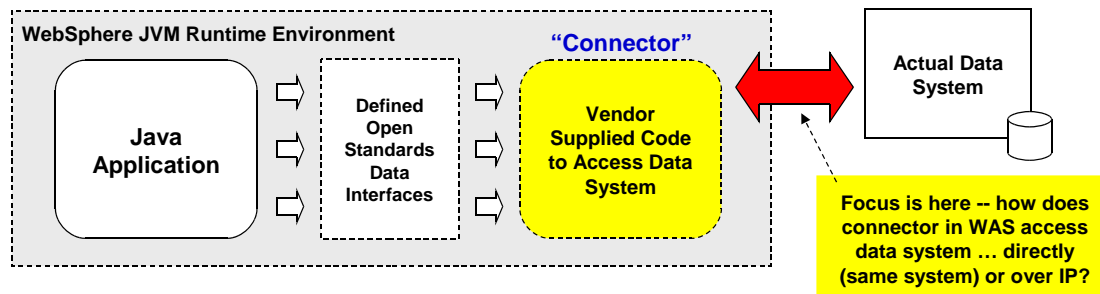 WebSphere JVM Runtime Environment
Java
Application
Defined
Open
Standards
Data
Interfaces
“Connector”
Vendor
Supplied Code
to Access Data
System
Actual Data
System
Focus is here -- how does
connector in WAS access
data system … directly
(same system) or over IP?